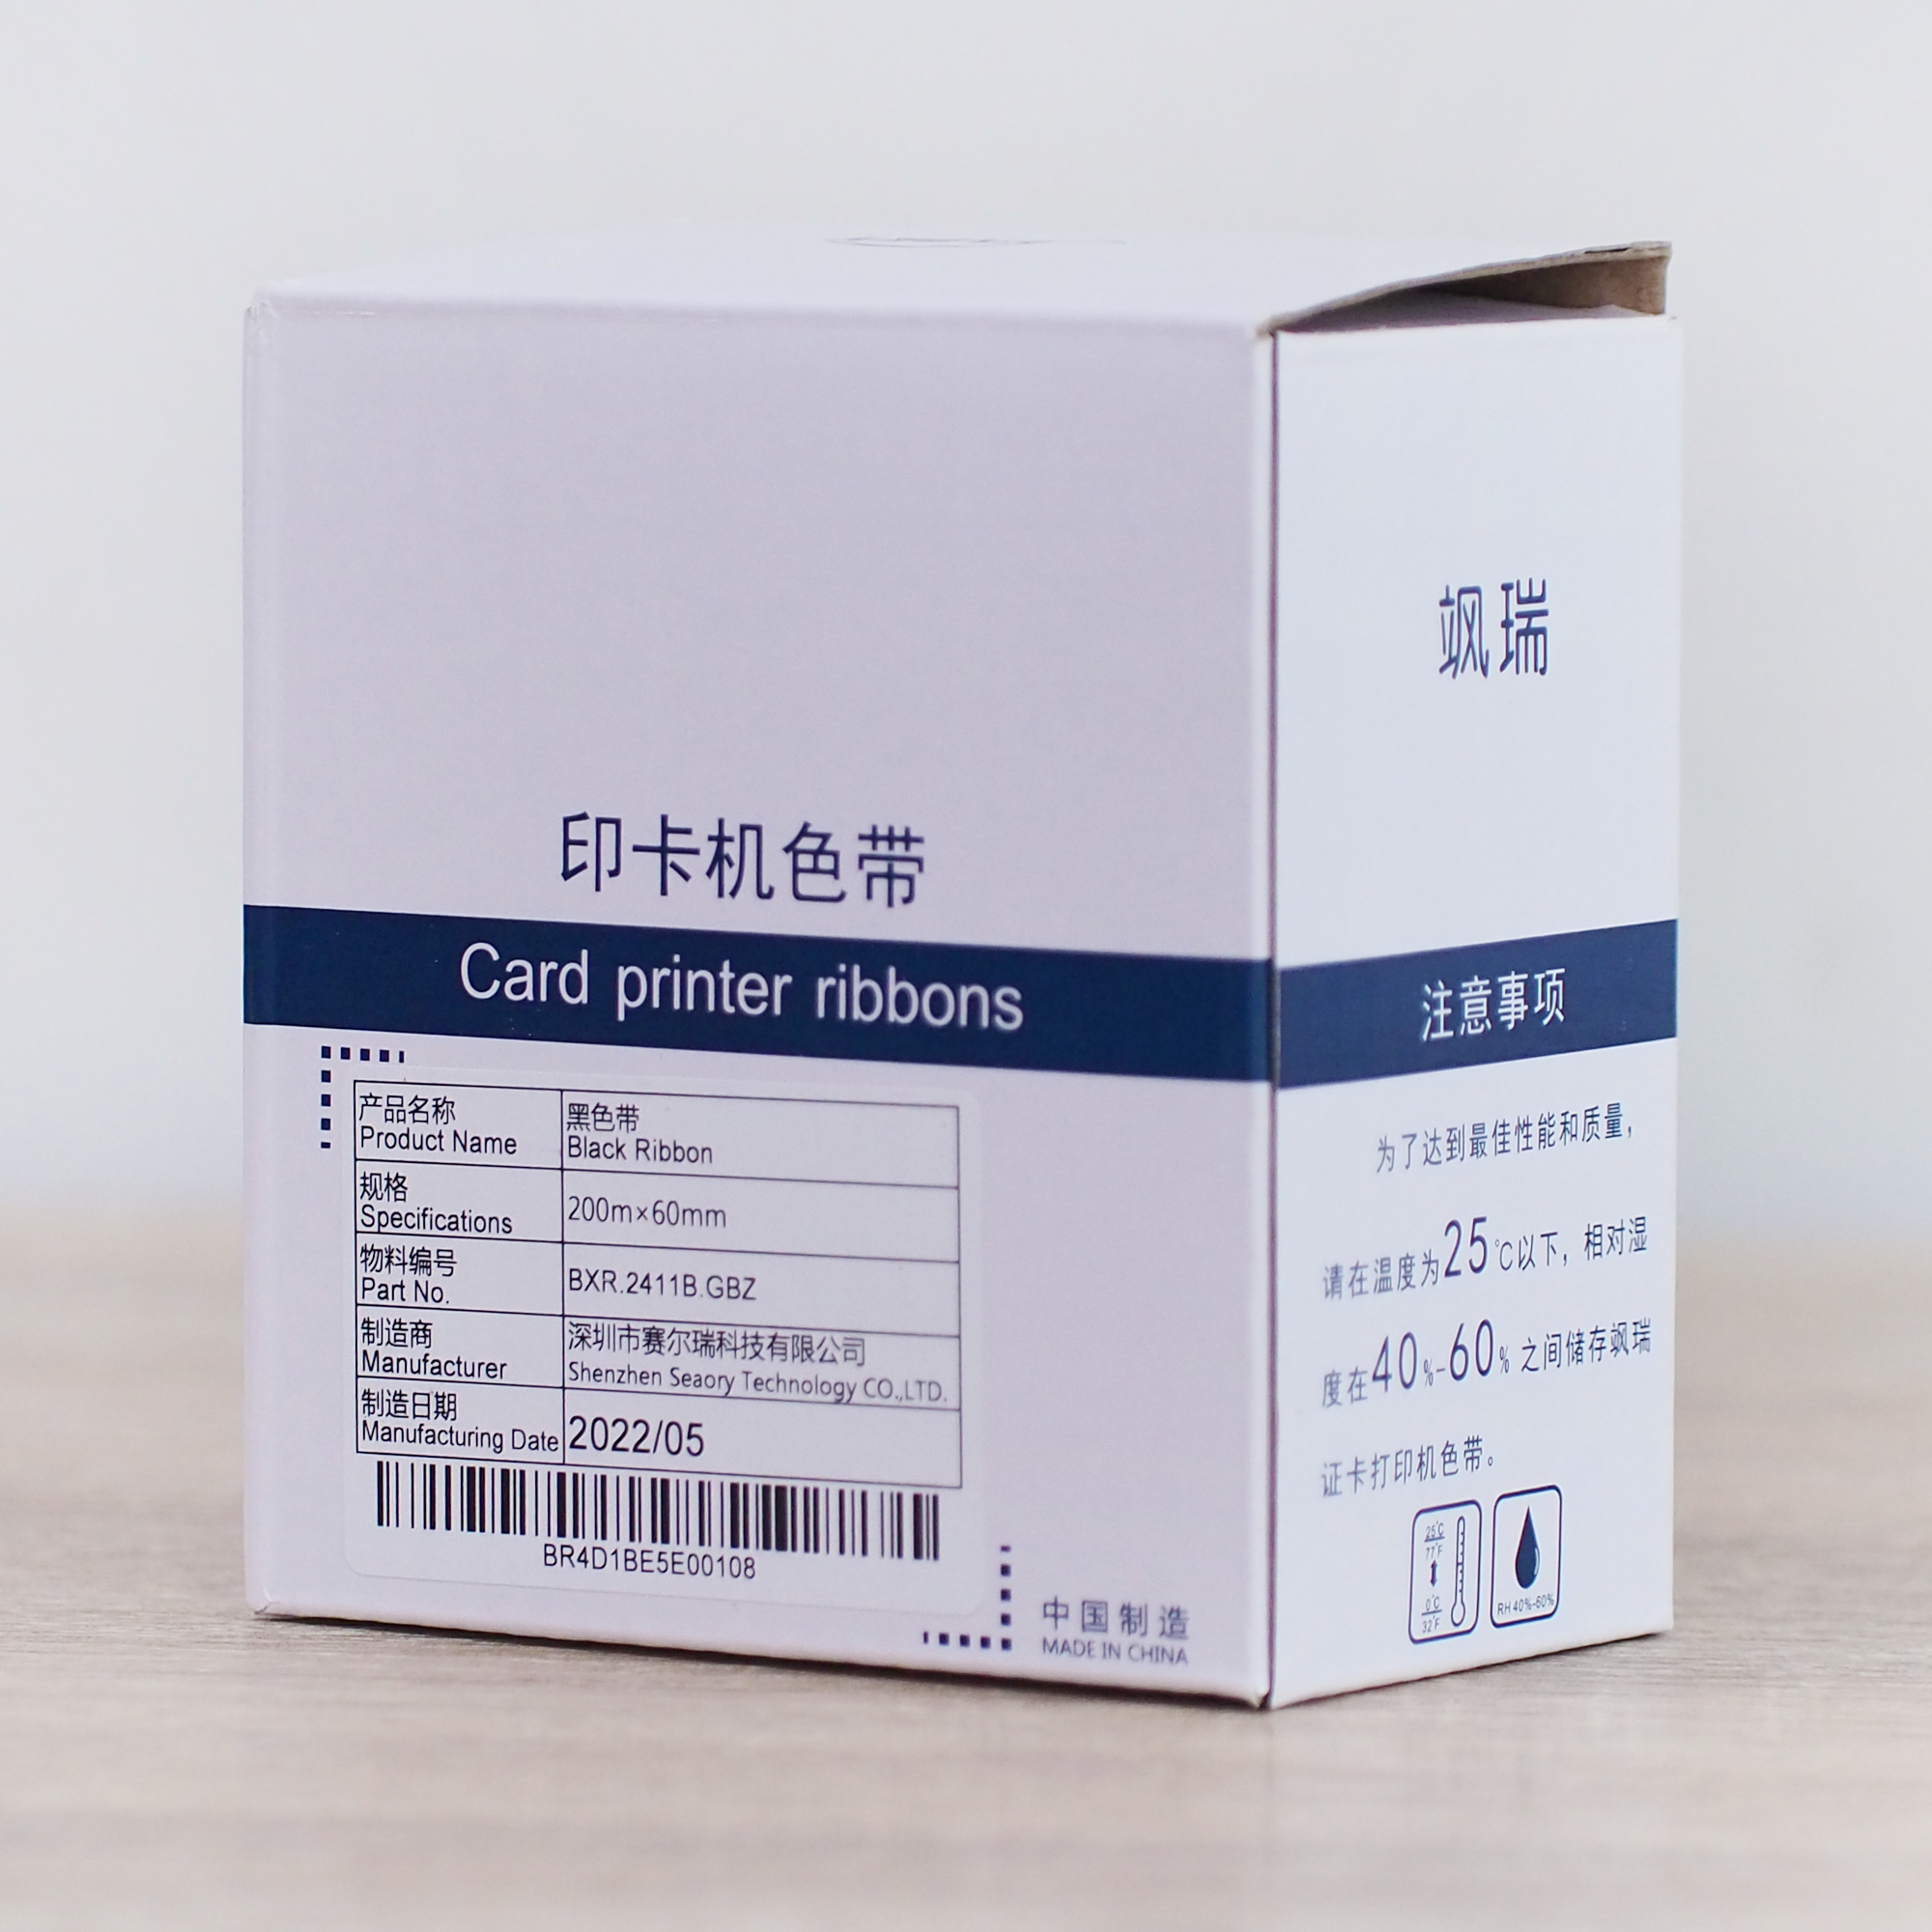 印卡机色带
Card printer ribbons
产品名称
Product Name
黑色带
Black Ribbon
规格
Specifications
200m×60mm
物料编号
Part No.
BXR.2411B.GBZ
制造商
Manufacturer
深圳市赛尔瑞科技有限公司
Shenzhen Seaory Technology CO.,LTD.
制造日期
Manufacturing Date
2022/05
BR4D1BE5E00108
中国制造
MADE IN CHINA
飒瑞
注意事项
为了达到最佳性能和质量，
请在温度为25℃以下，相对湿
度在40%-60% 之间储存飒瑞
证卡打印机色带。
25℃
77℉
0℃
32℉
RH 40%-60%